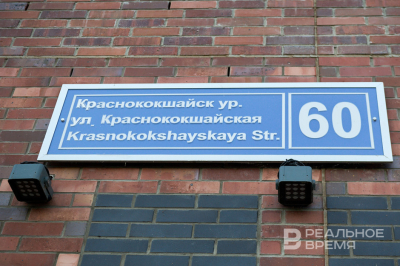 Краснококшайск ур.
ул. Краснококшайская
Krasnokokshayskaya Str.
60
РЕАЛЬНОЕ
ВРЕМЯ